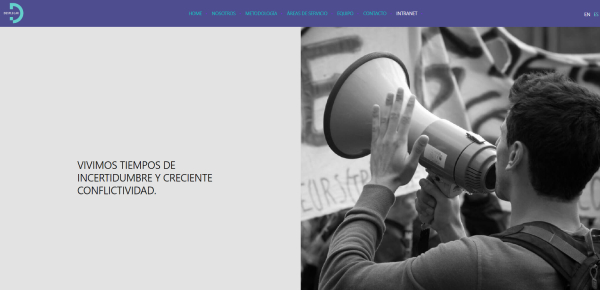 HOME NOSOTROS METODOLOGÍA ÁREAS DE SERVICIO EQUIPO CONTACTO INTRANET
EN ES
VIVIMOS TIEMPOS DE
INCERTIDUMBRE Y CRECIENTE
CONFLICTIVIDAD.